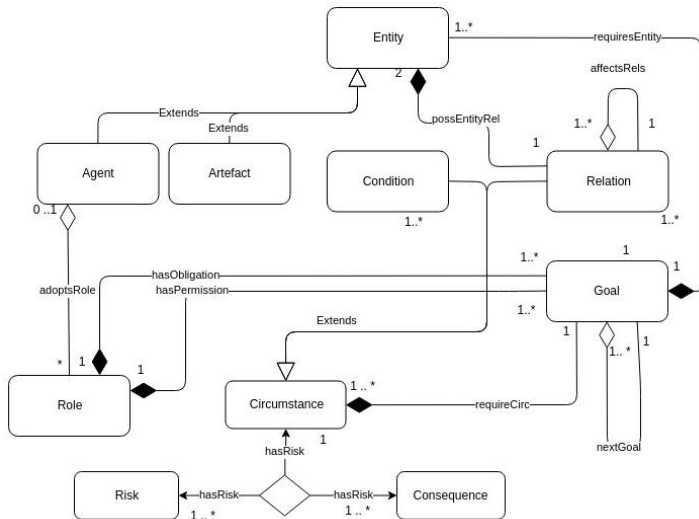 1..*
Entity
requiresEntity
2
affectsRels
Extends
Extends
possEntityRel
1..*
1
1
Agent
Artefact
Condition
Relation
0 ..1
1..*
1..*
1
1..*
1
hasObligation
adoptsRole
hasPermission
Goal
1..*
Extends
1
1.. *
1
*
1
1
Role
Circumstance
1 .. *
requireCirc
1
nextGoal
hasRisk
Risk
hasRisk
hasRisk
Consequence
1 .. *
1 .. *